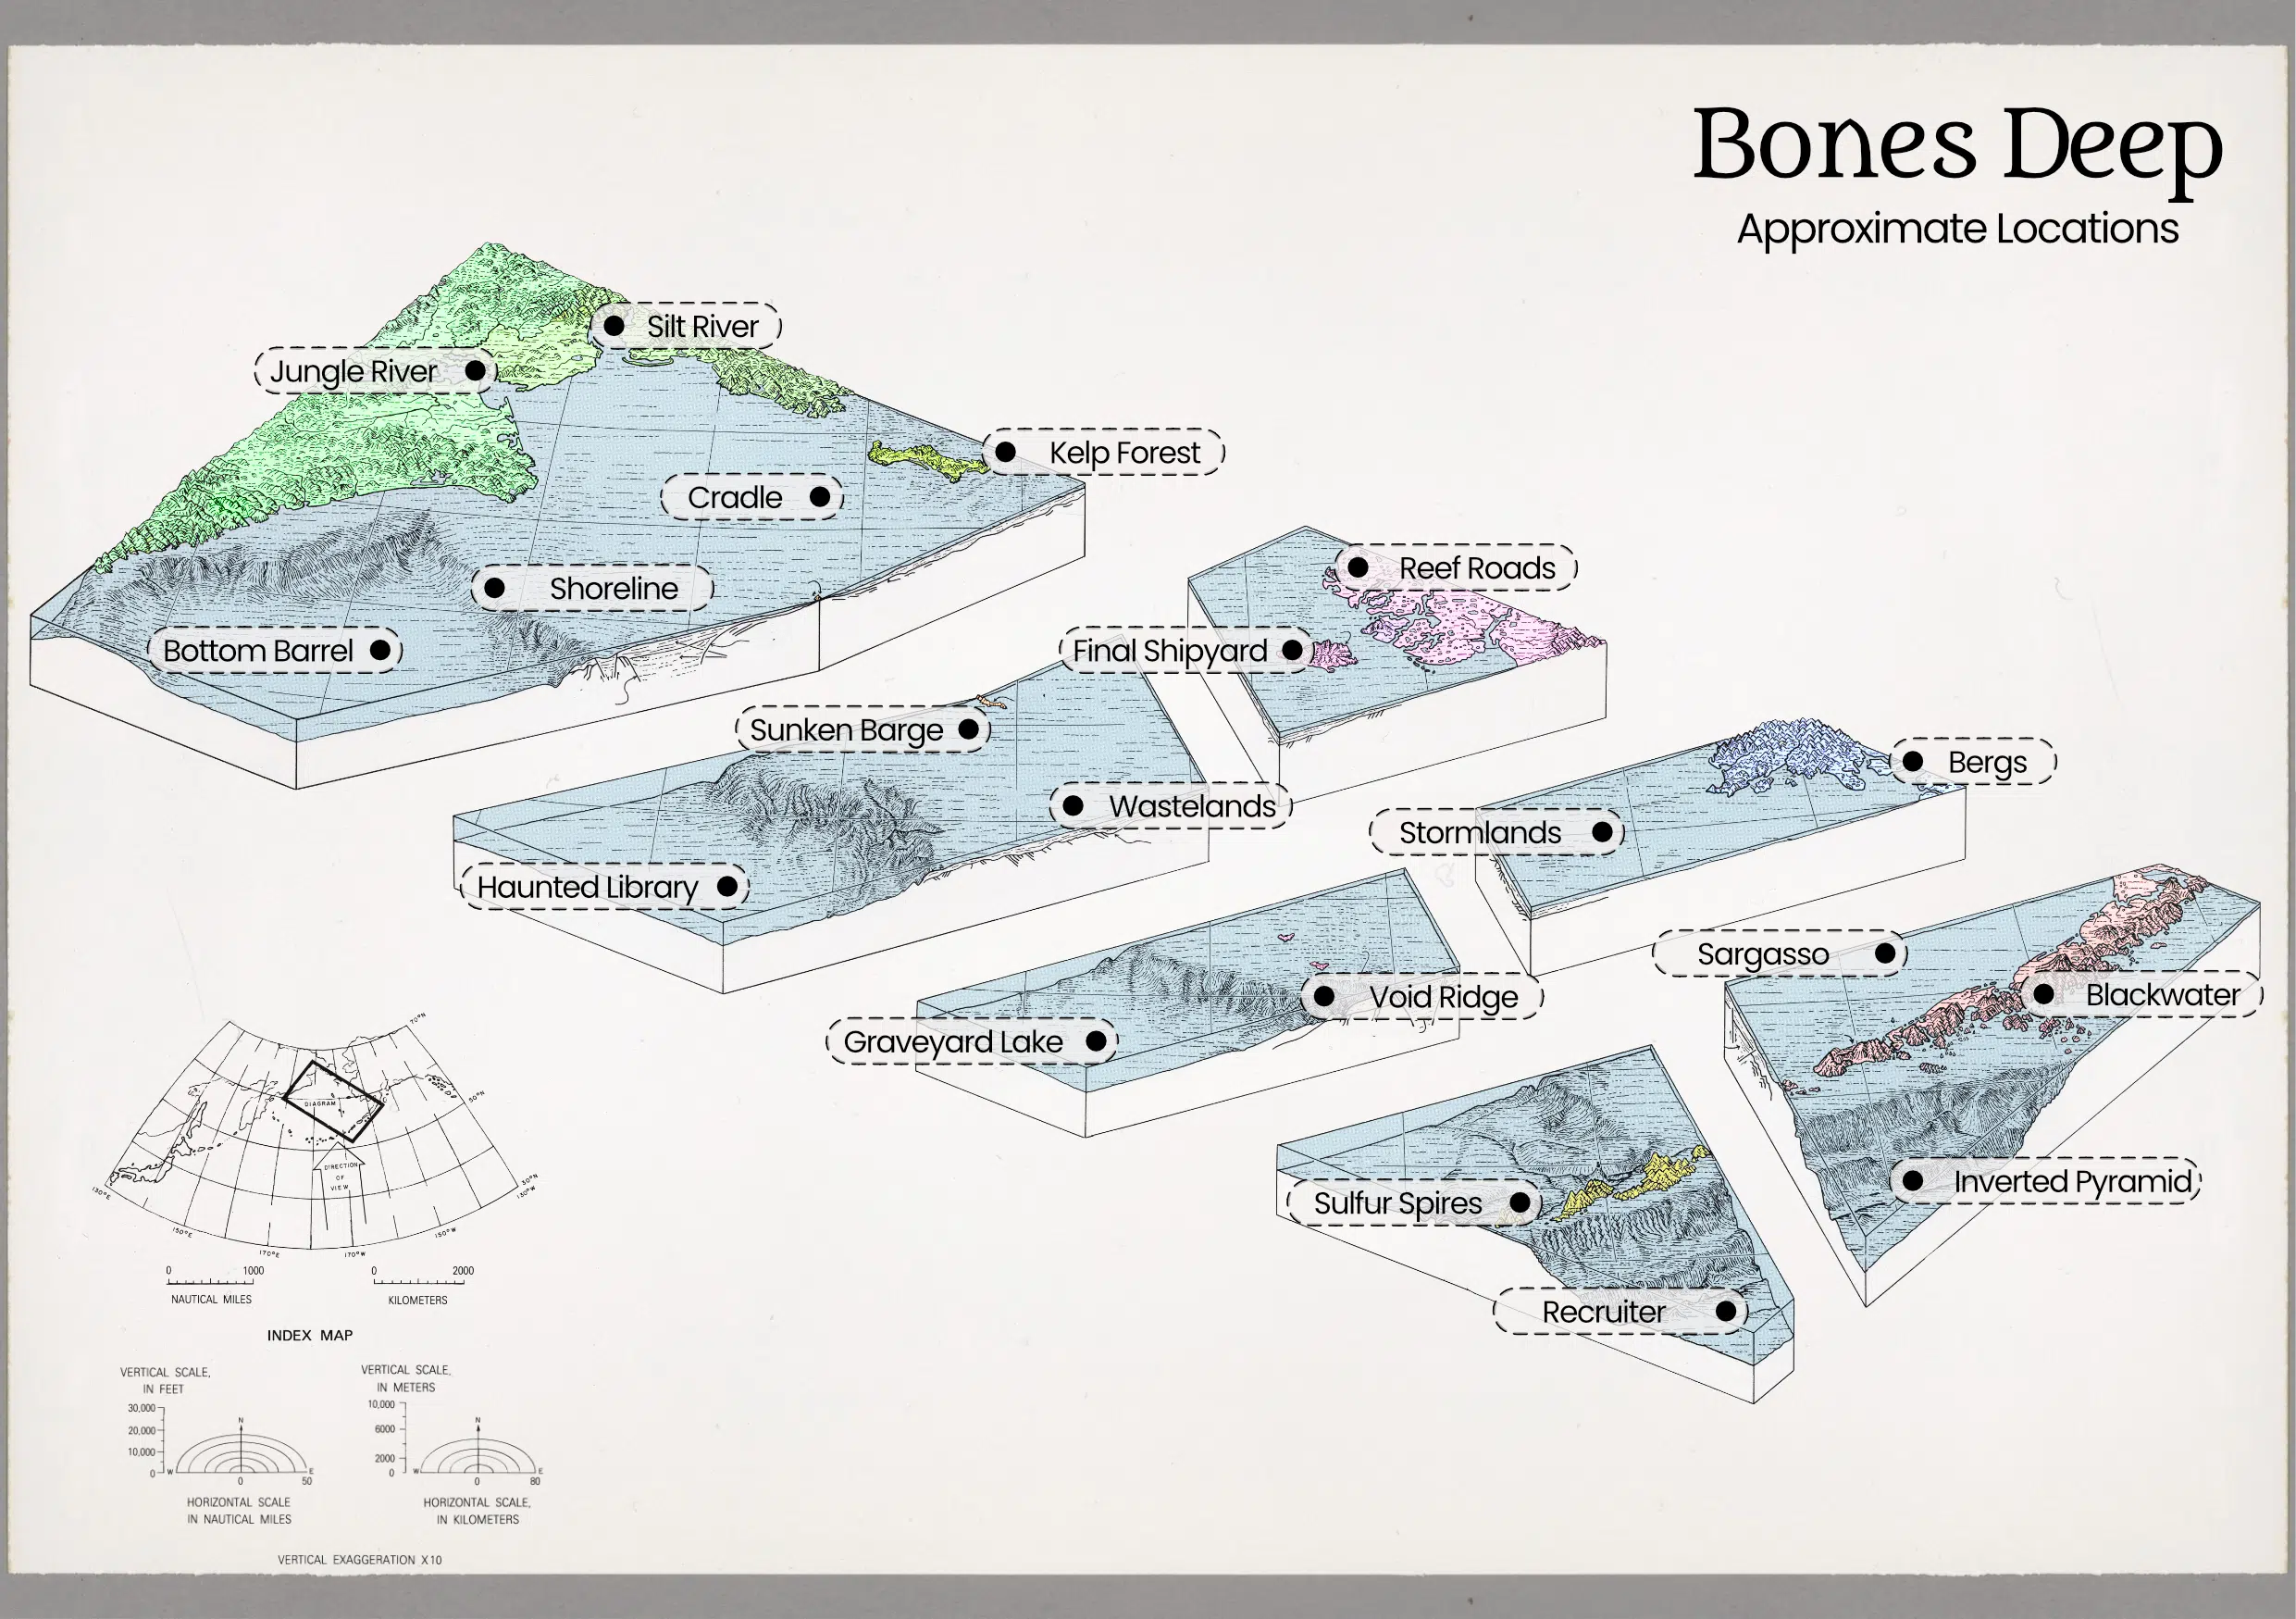 Bones Deep
Approximate Locations
Silt River
Jungle River
Kelp Forest
Cradle
Reef Roads
Shoreline
Bottom Barrel
Final Shipyard
Sunken Barge
Bergs
Wastelands
Stormlands
Haunted Library
Sargasso
Void Ridge
Blackwater
Graveyard Lake
Inverted Pyramid
Sulfur Spires
Recruiter
70°N
50°N
30°N
DIAGRAM
DIRECTION
OF
VIEW
130°E
150°E
170°E
170°W
150°W
130°W
0 1000
NAUTICAL MILES
0 2000
KILOMETERS
INDEX MAP
VERTICAL SCALE,
IN FEET
30,000
20,000
10,000
0
N
W E
0 50
HORIZONTAL SCALE
IN NAUTICAL MILES
VERTICAL SCALE,
IN METERS
10,000
6000
2000
0
N
W E
0 80
HORIZONTAL SCALE,
IN KILOMETERS
VERTICAL EXAGGERATION X10